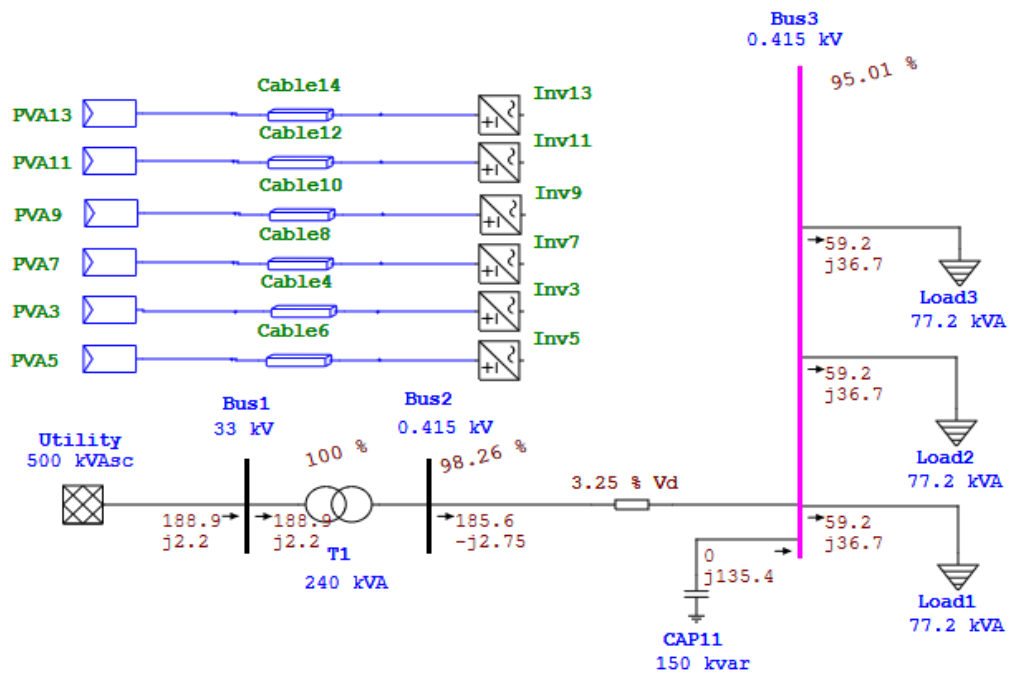 Bus3
0.415 kV
95.01 %
Cable14
PVA13
Inv13
Cable12
PVA11
Inv11
Cable10
PVA9
Inv9
Cable8
PVA7
Inv7
Cable4
PVA3
Inv3
Cable6
PVA5
Inv5
59.2
j36.7
Load3
77.2 kVA
59.2
j36.7
Load2
77.2 kVA
Bus1
33 kV
Bus2
0.415 kV
Utility
500 kVAsc
100 %
98.26 %
3.25 % Vd
188.9
j2.2
188.9
j2.2
T1
240 kVA
185.6
-j2.75
59.2
j36.7
0
j135.4
Load1
77.2 kVA
CAP11
150 kvar